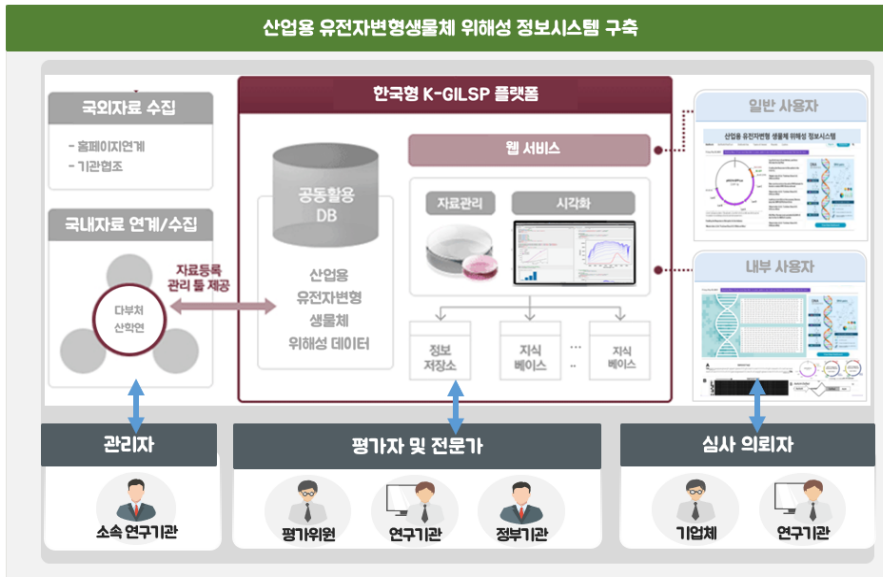 산업용 유전자변형생물체 위해성 정보시스템 구축
국외자료 수집
- 홈페이지연계
- 기관협조
국내자료 연계/수집
다부처
산학연
자료등록
관리 툴 제공
한국형 K-GILSP 플랫폼
공동활용
DB
산업용
유전자변형
생물체
위해성 데이터
웹 서비스
자료관리
시각화
정보
저장소
지식
베이스
...
..
지식
베이스
일반 사용자
산업용 유전자변형 생물체 위해성 정보시스템
내부 사용자
A
B
관리자
소속 연구기관
평가자 및 전문가
평가위원
연구기관
정부기관
심사 의뢰자
기업체
연구기관